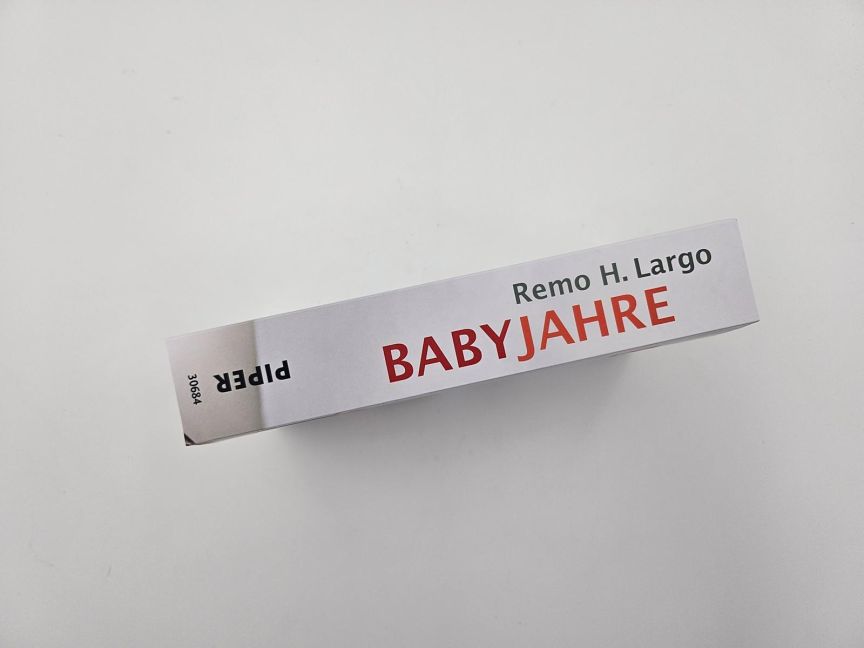 Remo H. Largo
BABYJAHRE
PIPER
30684